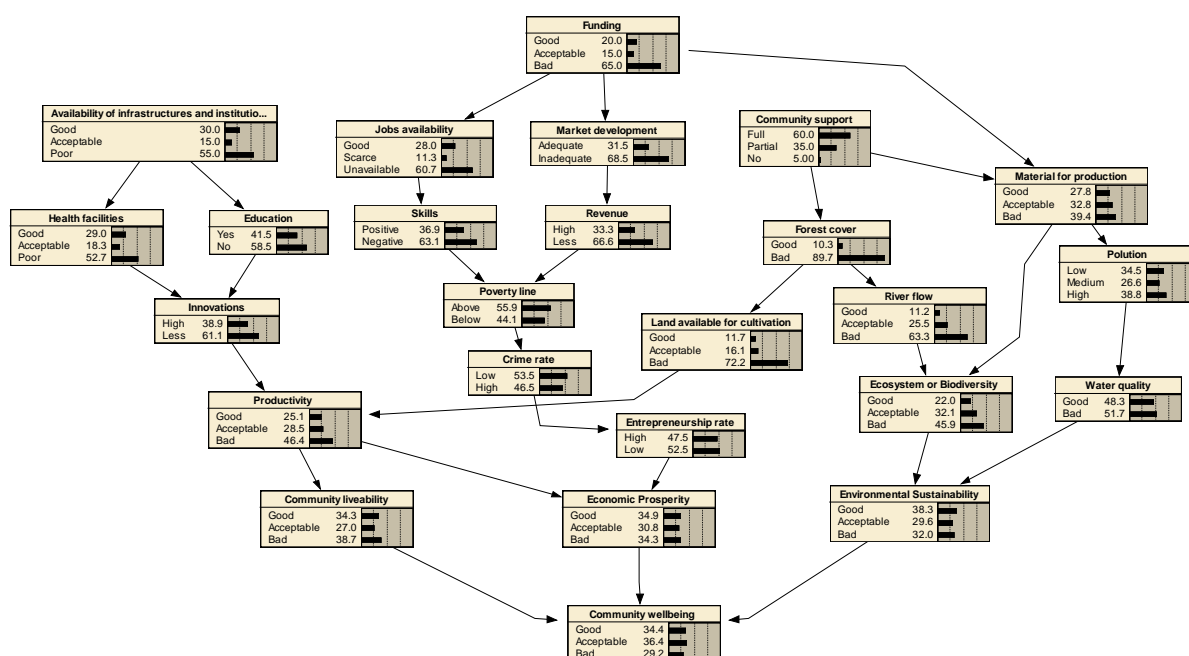 Funding
Good 20.0
Acceptable 15.0
Bad 65.0
Availability of infrastructures and institutio...
Good 30.0
Acceptable 15.0
Poor 55.0
Jobs availability
Good 28.0
Scarce 11.3
Unavailable 60.7
Market development
Adequate 31.5
Inadequate 68.5
Community support
Full 60.0
Partial 35.0
No 5.00
Material for production
Good 27.8
Acceptable 32.8
Bad 39.4
Health facilities
Good 29.0
Acceptable 18.3
Poor 52.7
Education
Yes 41.5
No 58.5
Skills
Positive 36.9
Negative 63.1
Revenue
High 33.3
Less 66.6
Forest cover
Good 10.3
Bad 89.7
Polution
Low 34.5
Medium 26.6
High 38.8
Innovations
High 38.9
Less 61.1
Poverty line
Above 55.9
Below 44.1
River flow
Good 11.2
Acceptable 25.5
Bad 63.3
Land available for cultivation
Good 11.7
Acceptable 16.1
Bad 72.2
Crime rate
Low 53.5
High 46.5
Ecosystem or Biodiversity
Good 22.0
Acceptable 32.1
Bad 45.9
Water quality
Good 48.3
Bad 51.7
Productivity
Good 25.1
Acceptable 28.5
Bad 46.4
Entrepreneurship rate
High 47.5
Low 52.5
Community liveability
Good 34.3
Acceptable 27.0
Bad 38.7
Economic Prosperity
Good 34.9
Acceptable 30.8
Bad 34.3
Environmental Sustainability
Good 38.3
Acceptable 29.6
Bad 32.0
Community wellbeing
Good 34.4
Acceptable 36.4
Bad 29.2